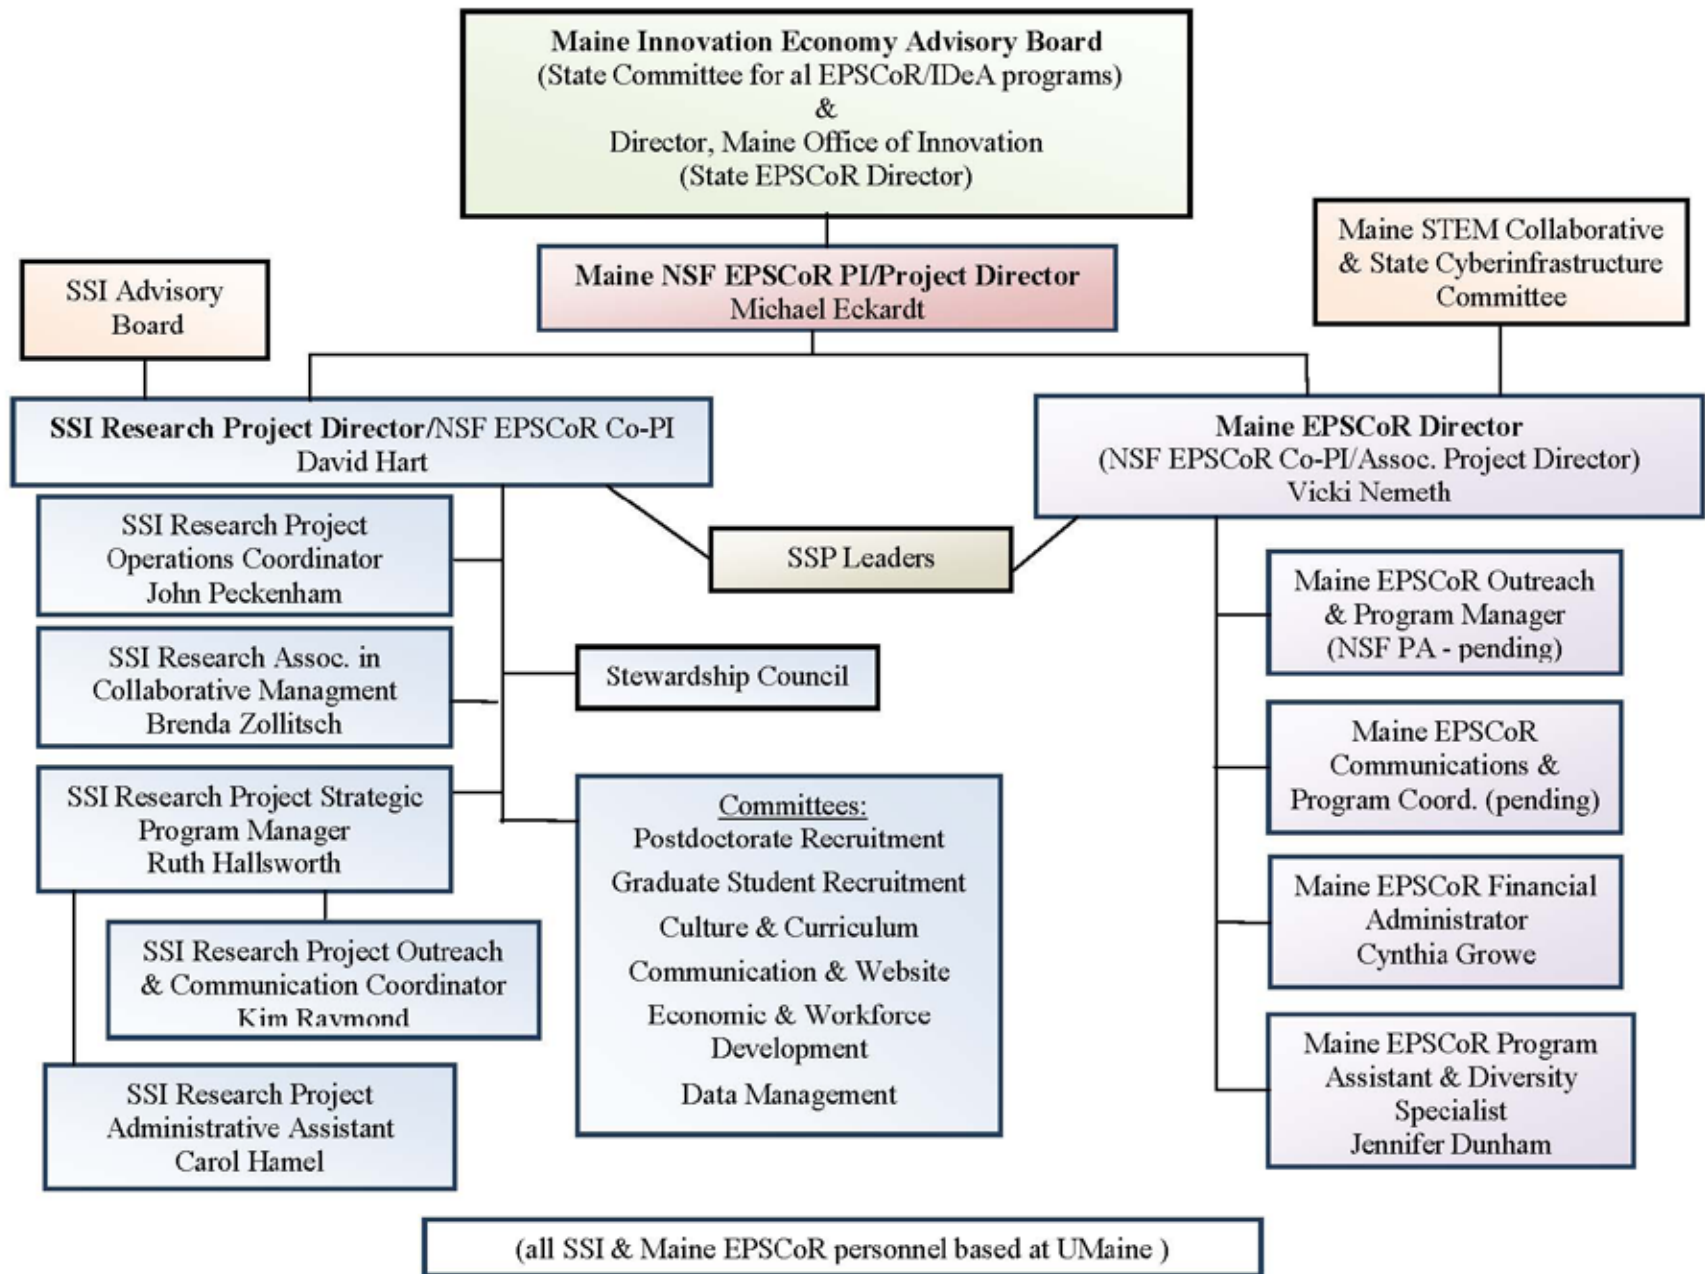 Maine Innovation Economy Advisory Board
(State Committee for al EPSCoR/IDeA programs)
&
Director, Maine Office of Innovation
(State EPSCoR Director)
Maine STEM Collaborative
& State Cyberinfrastructure
Committee
SSI Advisory
Board
Maine NSF EPSCoR PI/Project Director
Michael Eckardt
SSI Research Project Director/NSF EPSCoR Co-PI
David Hart
Maine EPSCoR Director
(NSF EPSCoR Co-PI/Assoc. Project Director)
Vicki Nemeth
SSP Leaders
SSI Research Project
Operations Coordinator
John Peckenham
SSI Research Assoc. in
Collaborative Managment
Brenda Zollitsch
SSI Research Project Strategic
Program Manager
Ruth Hallsworth
SSI Research Project Outreach
& Communication Coordinator
Kim Raymond
SSI Research Project
Administrative Assistant
Carol Hamel
Stewardship Council
Committees:
Postdoctorate Recruitment
Graduate Student Recruitment
Culture & Curriculum
Communication & Website
Economic & Workforce
Development
Data Management
Maine EPSCoR Outreach
& Program Manager
(NSF PA - pending)
Maine EPSCoR
Communications &
Program Coord. (pending)
Maine EPSCoR Financial
Administrator
Cynthia Growe
Maine EPSCoR Program
Assistant & Diversity
Specialist
Jennifer Dunham
(all SSI & Maine EPSCoR personnel based at UMaine )